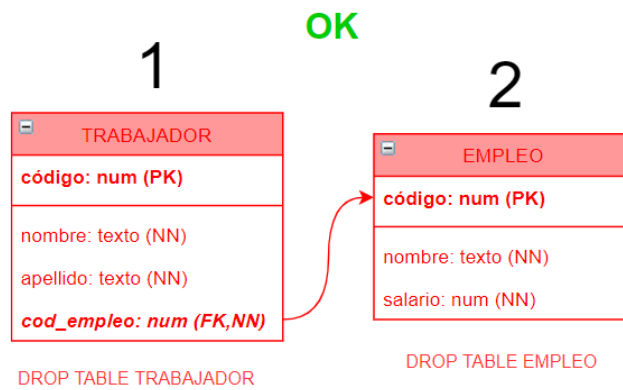 OK
1
TRABAJADOR
código: num (PK)
nombre: texto (NN)
apellido: texto (NN)
cod_empleo: num (FK,NN)
DROP TABLE TRABAJADOR
2
EMPLEO
código: num (PK)
nombre: texto (NN)
salario: num (NN)
DROP TABLE EMPLEO